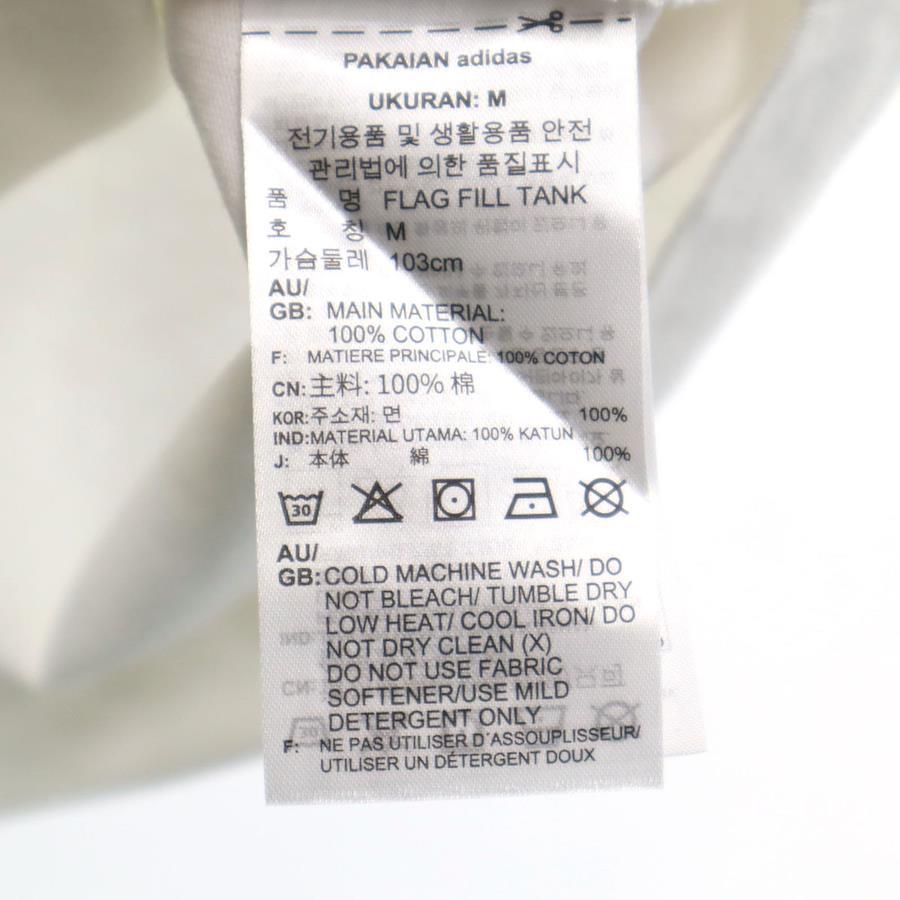 PAKAIAN adidas
UKURAN: M
전기용품 및 생활용품 안전
관리법에 의한 품질표시
품 명 FLAG FILL TANK
호 칭 M
가슴둘레 103cm
AU/
GB: MAIN MATERIAL:
100% COTTON
F: MATIERE PRINCIPALE: 100% COTON
CN: 主料: 100% 棉
KOR: 주소재: 면 100%
IND: MATERIAL UTAMA: 100% KATUN
J: 本体 綿 100%
30
AU/
GB: COLD MACHINE WASH/ DO
NOT BLEACH/ TUMBLE DRY
LOW HEAT/ COOL IRON/ DO
NOT DRY CLEAN (X)
DO NOT USE FABRIC
SOFTENER/USE MILD
DETERGENT ONLY
F: NE PAS UTILISER D'ASSOUPLISSEUR/
UTILISER UN DÉTERGENT DOUX